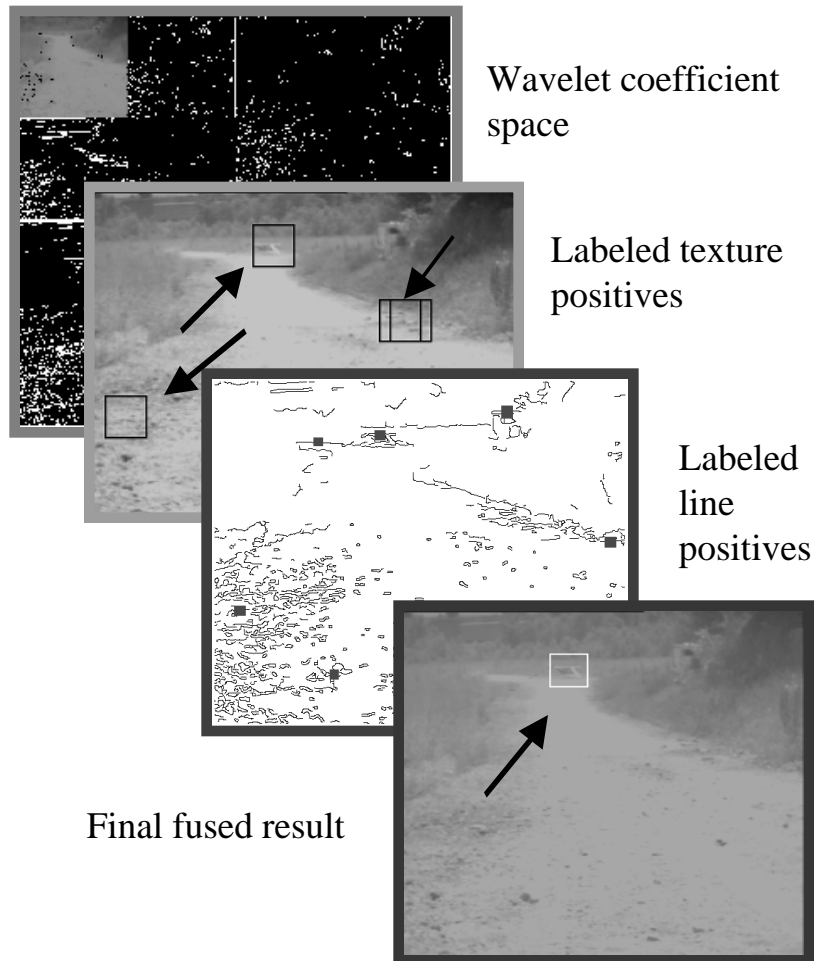 Wavelet coefficient
space
Labeled texture
positives
Labeled
line
positives
Final fused result